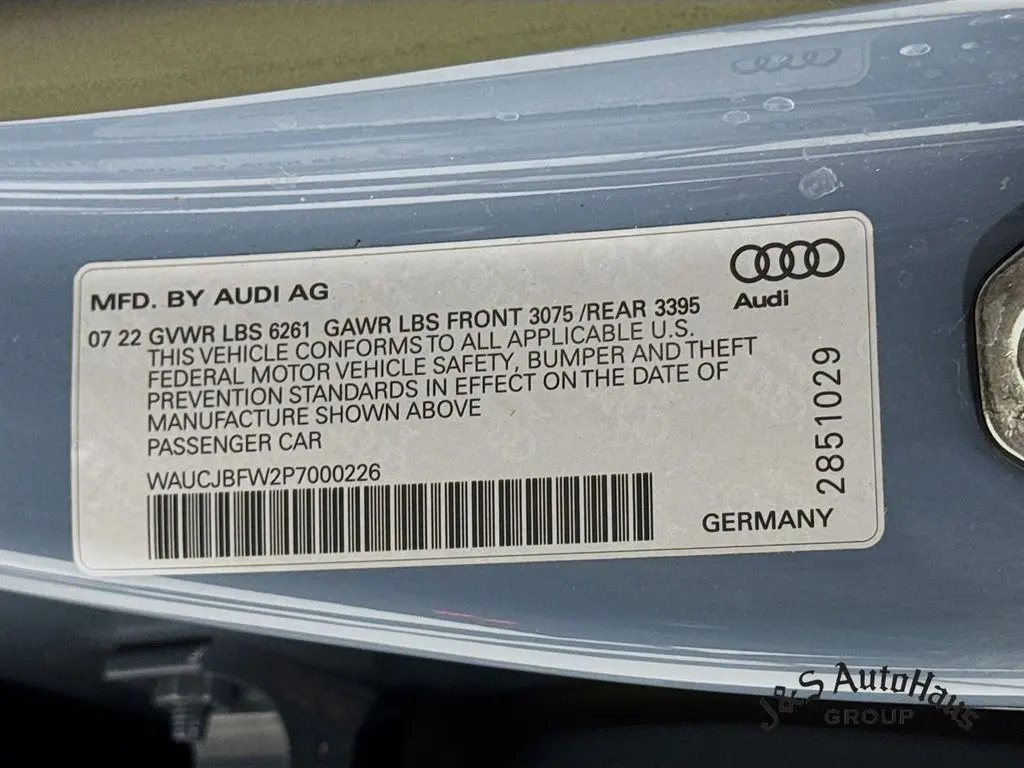 MFD. BY AUDI AG
Audi
07 22 GVWR LBS 6261 GAWR LBS FRONT 3075 /REAR 3395
THIS VEHICLE CONFORMS TO ALL APPLICABLE U.S.
FEDERAL MOTOR VEHICLE SAFETY, BUMPER AND THEFT
PREVENTION STANDARDS IN EFFECT ON THE DATE OF
MANUFACTURE SHOWN ABOVE
PASSENGER CAR
WAUCJBFW2P7000226
2851029
GERMANY
S&S AutoHaus
GROUP